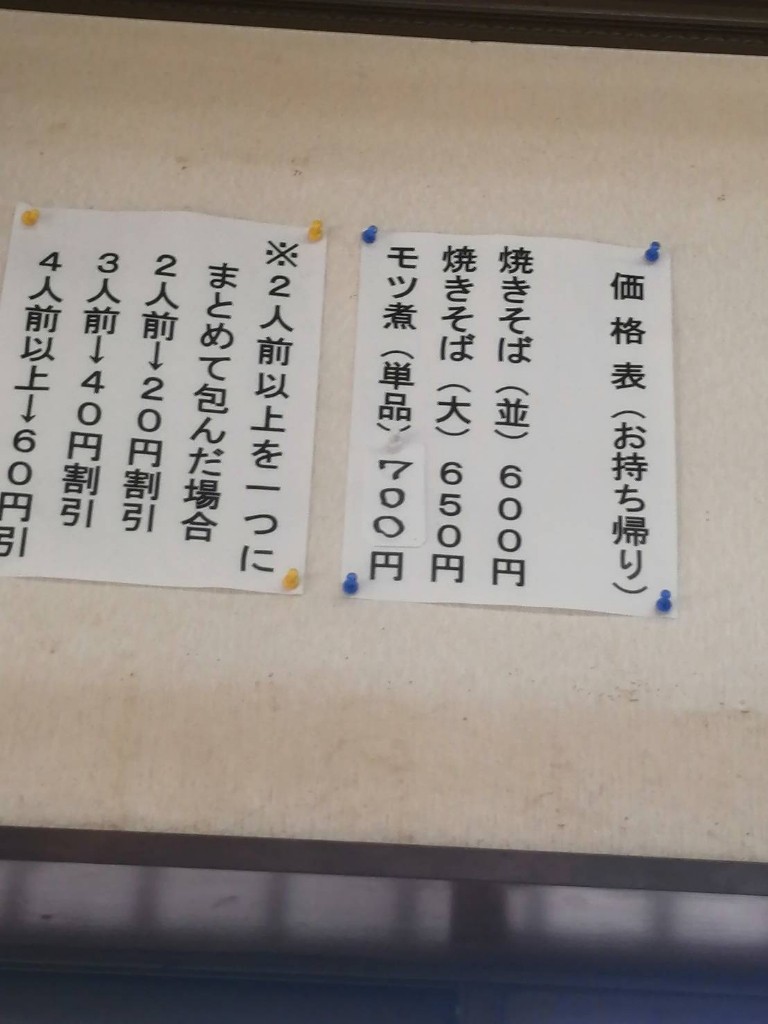 価格表（お持ち帰り）
焼きそば（並）６００円
焼きそば（大）６５０円
モツ煮（単品）７００円
※２人前以上を一つに
まとめて包んだ場合
２人前→２０円割引
３人前→４０円割引
４人前以上→６０円引